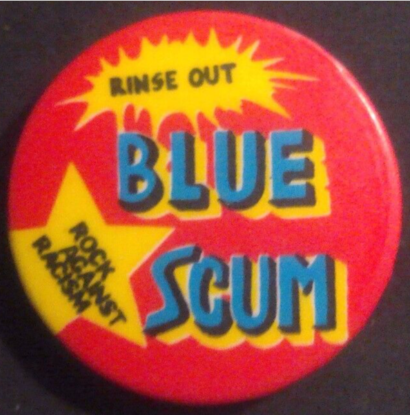 RINSE OUT
BLUE
SCUM
ROCK
AGAINST
RACISM